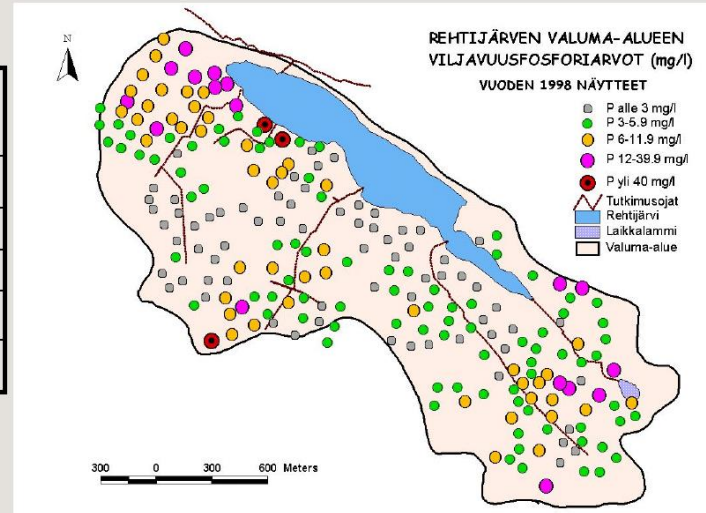 N
REHTIJÄRVEN VALUMA-ALUEEN
VILJAVUUSFOSFORIARVOT (mg/l)
VUODEN 1998 NÄYTTEET
P alle 3 mg/l
P 3-5.9 mg/l
P 6-11.9 mg/l
P 12-39.9 mg/l
P yli 40 mg/l
Tutkimusojat
Rehtijärvi
Laikkalammi
Valuma-alue
300 0 300 600 Meters